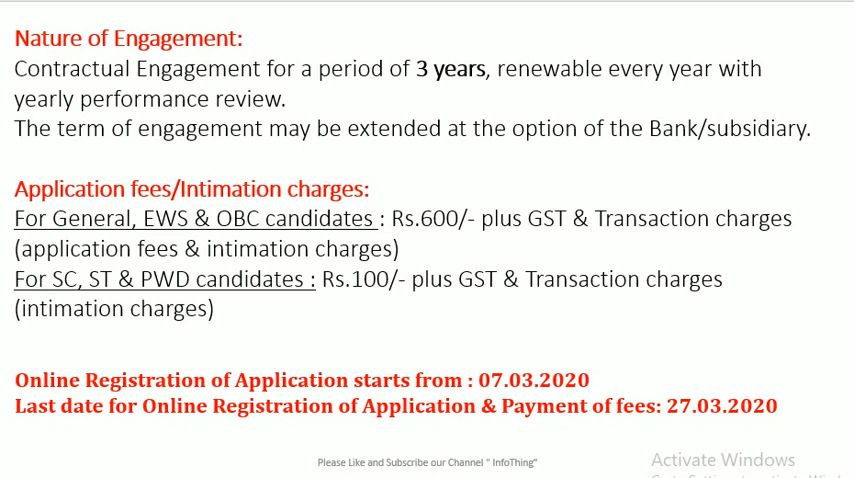 Nature of Engagement:
Contractual Engagement for a period of 3 years, renewable every year with
yearly performance review.
The term of engagement may be extended at the option of the Bank/subsidiary.
Application fees/Intimation charges:
For General, EWS & OBC candidates : Rs.600/- plus GST & Transaction charges
(application fees & intimation charges)
For SC, ST & PWD candidates : Rs.100/- plus GST & Transaction charges
(intimation charges)
Online Registration of Application starts from : 07.03.2020
Last date for Online Registration of Application & Payment of fees: 27.03.2020
Please Like and Subscribe our Channel " InfoThing"
Activate Windows